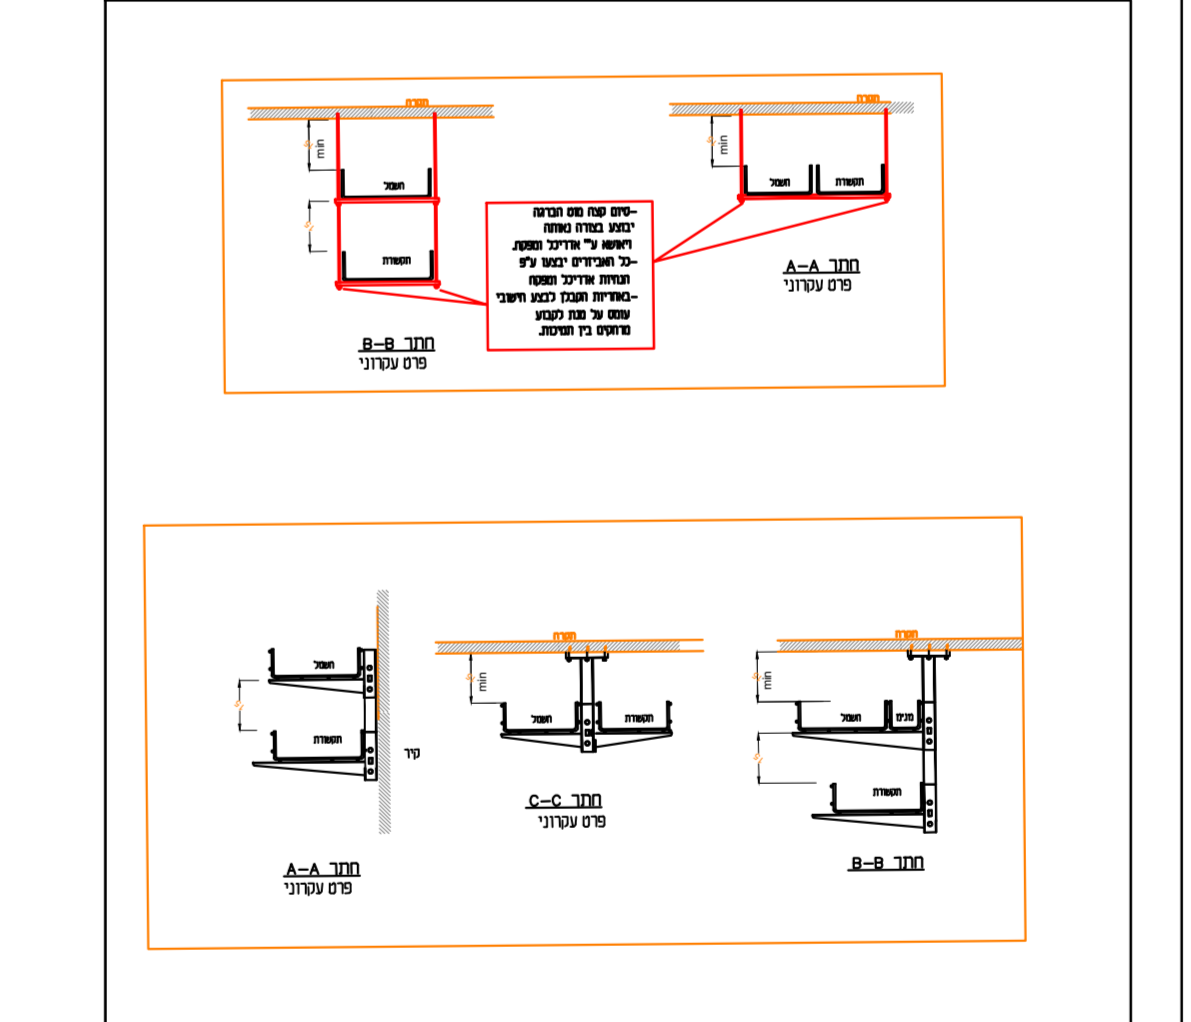 תקרה
תקרה
min
min
חשמל
חשמל
תקשורת
תקשורת
-סיום קצה מוט הברגה
יבוצע בצורה נאותה
ויאושא ע"י אדריכל ומפקח.
-כל האביזרים יבצעו ע"פ
הנחיות אדריכל ומפקח
-באחריות הקבלן לבצע חישובי
עומס על מנת לקבוע
מרחקים בין תמיכות.
חתך A-A
פרט עקרוני
חתך B-B
פרט עקרוני
תקרה
תקרה
min
min
חשמל
תקשורת
קיר
חשמל
תקשורת
חשמל
תקשורת
חתך C-C
פרט עקרוני
חתך B-B
חתך A-A
פרט עקרוני